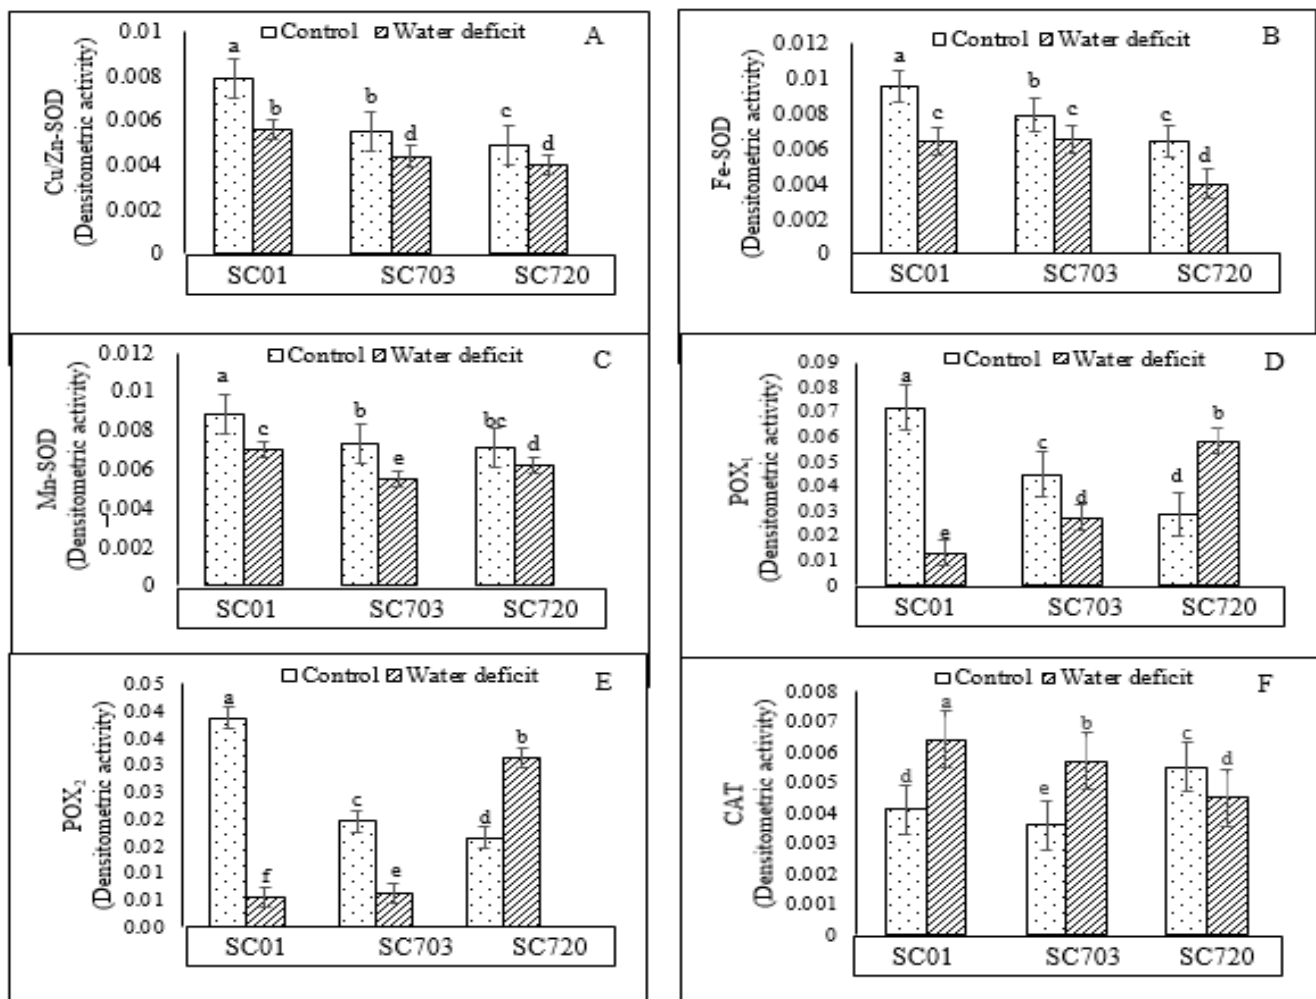 Control Water deficit A
0.01
0.008
0.006
0.004
0.002
0
Cu/Zn-SOD
(Densitometric activity)
a
b
b
d
c
d
SC01 SC703 SC720
Control Water deficit B
0.012
0.01
0.008
0.006
0.004
0.002
0
Fe-SOD
(Densitometric activity)
a
c
b
c
c
d
SC01 SC703 SC720
Control Water deficit C
0.012
0.01
0.008
0.006
0.004
0.002
0
Mn-SOD
(Densitometric activity)
a
c
b
e
bc
d
SC01 SC703 SC720
Control Water deficit D
0.09
0.08
0.07
0.06
0.05
0.04
0.03
0.02
0.01
0
POX₁
(Densitometric activity)
a
e
c
d
d
b
SC01 SC703 SC720
Control Water deficit E
0.05
0.04
0.04
0.03
0.03
0.02
0.02
0.01
0.01
0.00
POX₂
(Densitometric activity)
a
f
c
e
d
b
SC01 SC703 SC720
Control Water deficit F
0.008
0.007
0.006
0.005
0.004
0.003
0.002
0.001
0
CAT
(Densitometric activity)
d
a
e
b
c
d
SC01 SC703 SC720